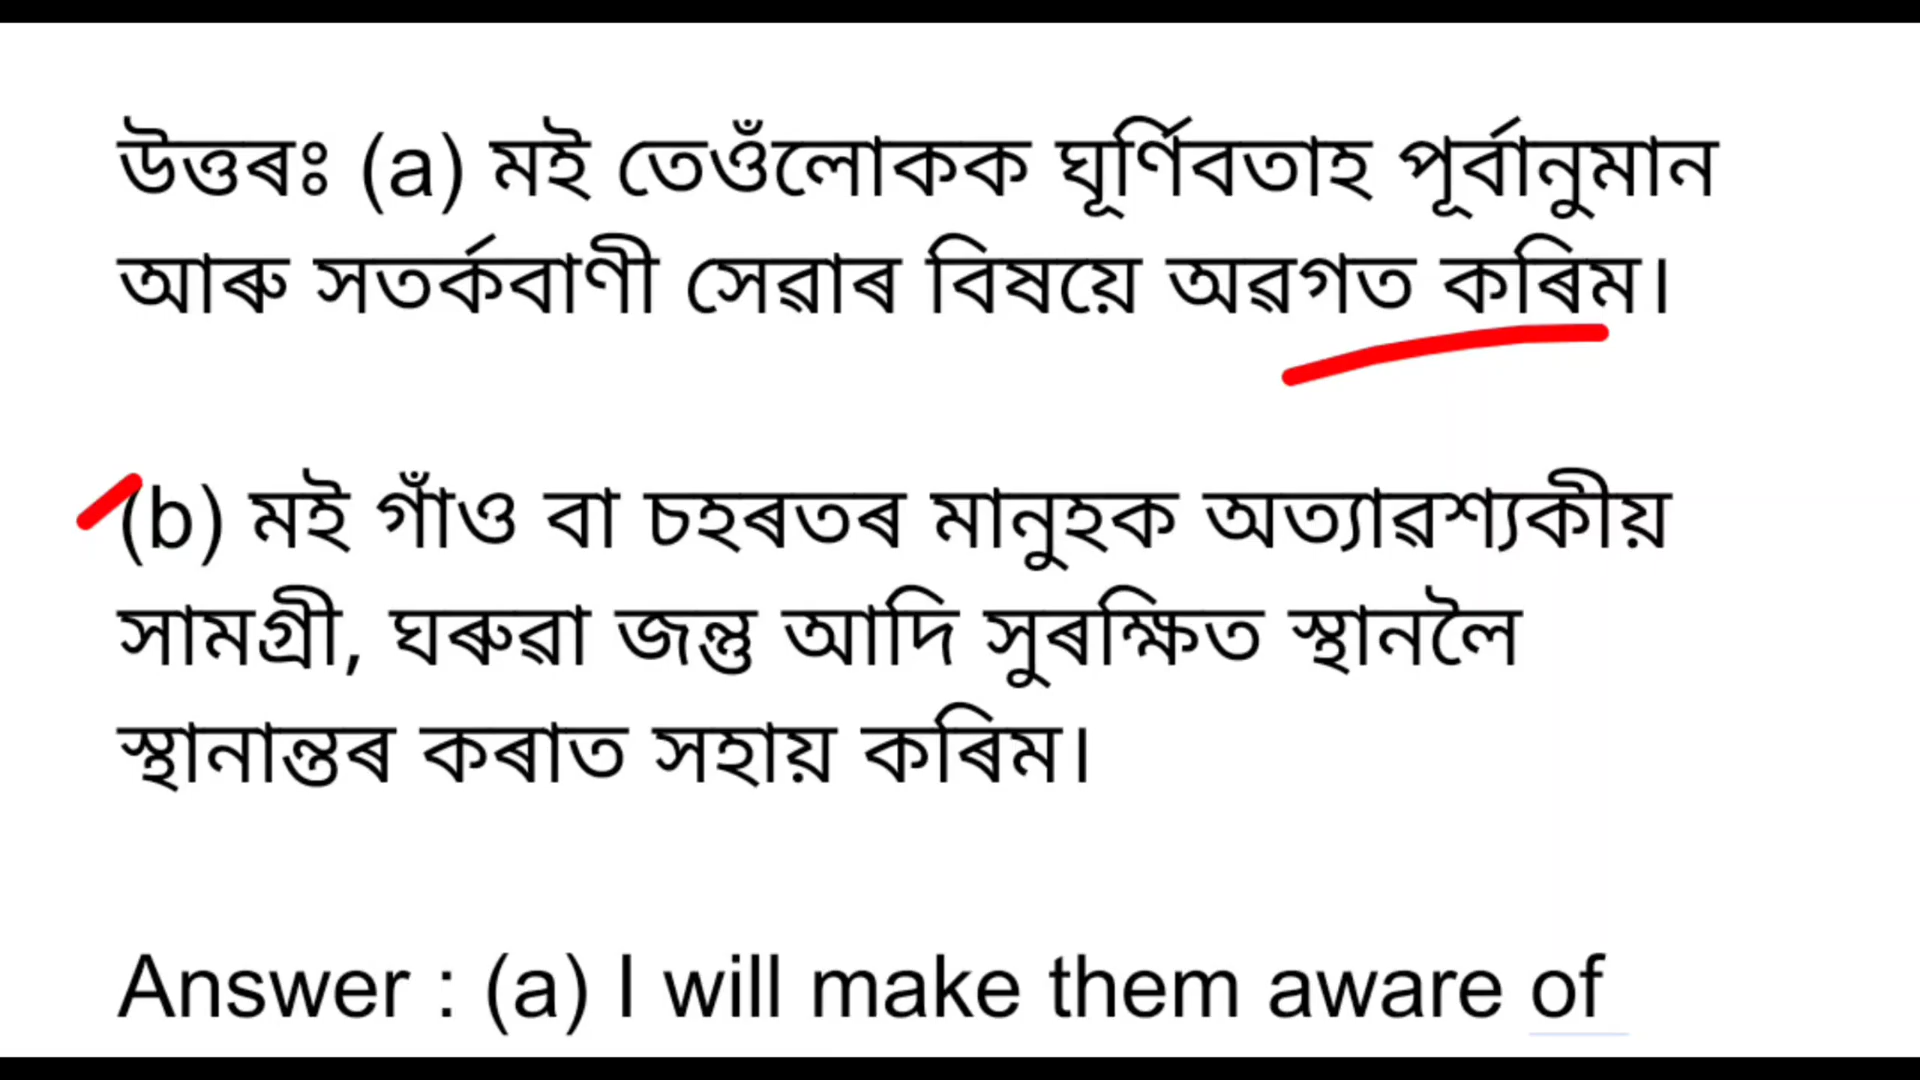 উত্তৰঃ (a) মই তেওঁলোকক ঘূৰ্ণিবতাহ পূৰ্বানুমান
আৰু সতৰ্কবাণী সেৱাৰ বিষয়ে অৱগত কৰিম।
(b) মই গাঁও বা চহৰতৰ মানুহক অত্যাৱশ্যকীয়
সামগ্ৰী, ঘৰুৱা জন্তু আদি সুৰক্ষিত স্থানলৈ
স্থানান্তৰ কৰাত সহায় কৰিম।
Answer : (a) I will make them aware of